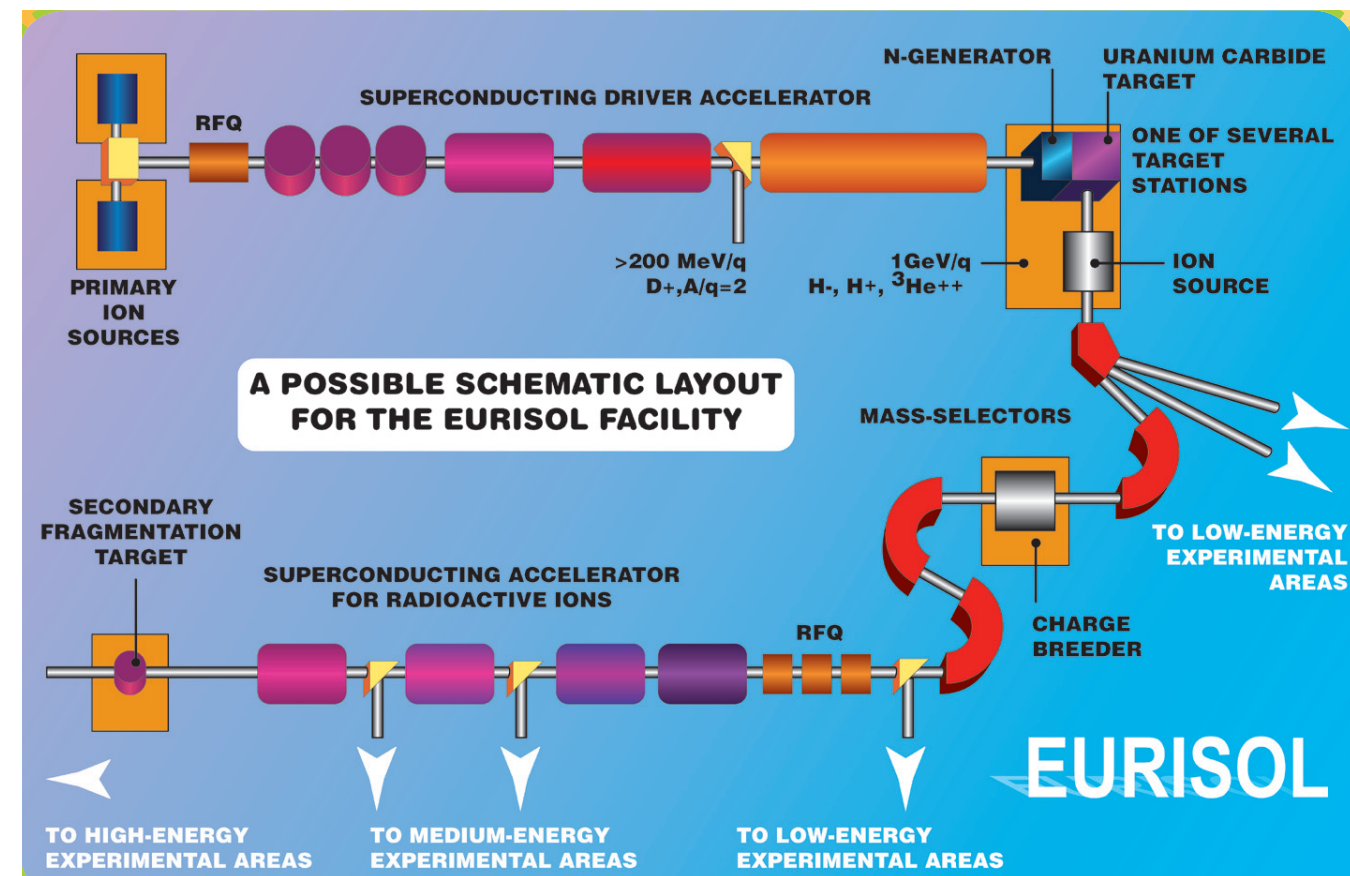 N-GENERATOR
URANIUM CARBIDE
TARGET
SUPERCONDUCTING DRIVER ACCELERATOR
RFQ
ONE OF SEVERAL
TARGET
STATIONS
>200 MeV/q
D+,A/q=2
1GeV/q
H-, H+, ³He++
ION
SOURCE
PRIMARY
ION
SOURCES
A POSSIBLE SCHEMATIC LAYOUT
FOR THE EURISOL FACILITY
MASS-SELECTORS
TO LOW-ENERGY
EXPERIMENTAL
AREAS
SECONDARY
FRAGMENTATION
TARGET
SUPERCONDUCTING ACCELERATOR
FOR RADIOACTIVE IONS
RFQ
CHARGE
BREEDER
EURISOL
TO HIGH-ENERGY
EXPERIMENTAL AREAS
TO MEDIUM-ENERGY
EXPERIMENTAL AREAS
TO LOW-ENERGY
EXPERIMENTAL AREAS